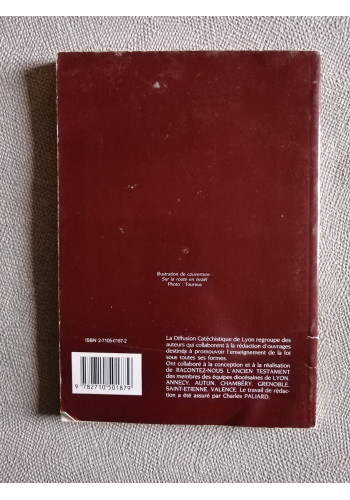 Illustration de couverture :
Sur la route en Israël
Photo : Tournus
ISBN 2-7105-0187-2
9 782710 501879
La Diffusion Catéchistique de Lyon regroupe des
auteurs qui collaborent à la rédaction d'ouvrages
destinés à promouvoir l'enseignement de la foi
sous toutes ses formes.
Ont collaboré à la conception et à la réalisation
de RACONTEZ-NOUS L'ANCIEN TESTAMENT
des membres des équipes diocésaines de LYON,
ANNECY, AUTUN, CHAMBÉRY, GRENOBLE,
SAINT-ETIENNE, VALENCE. Le travail de rédac-
tion a été assuré par Charles PALIARD.